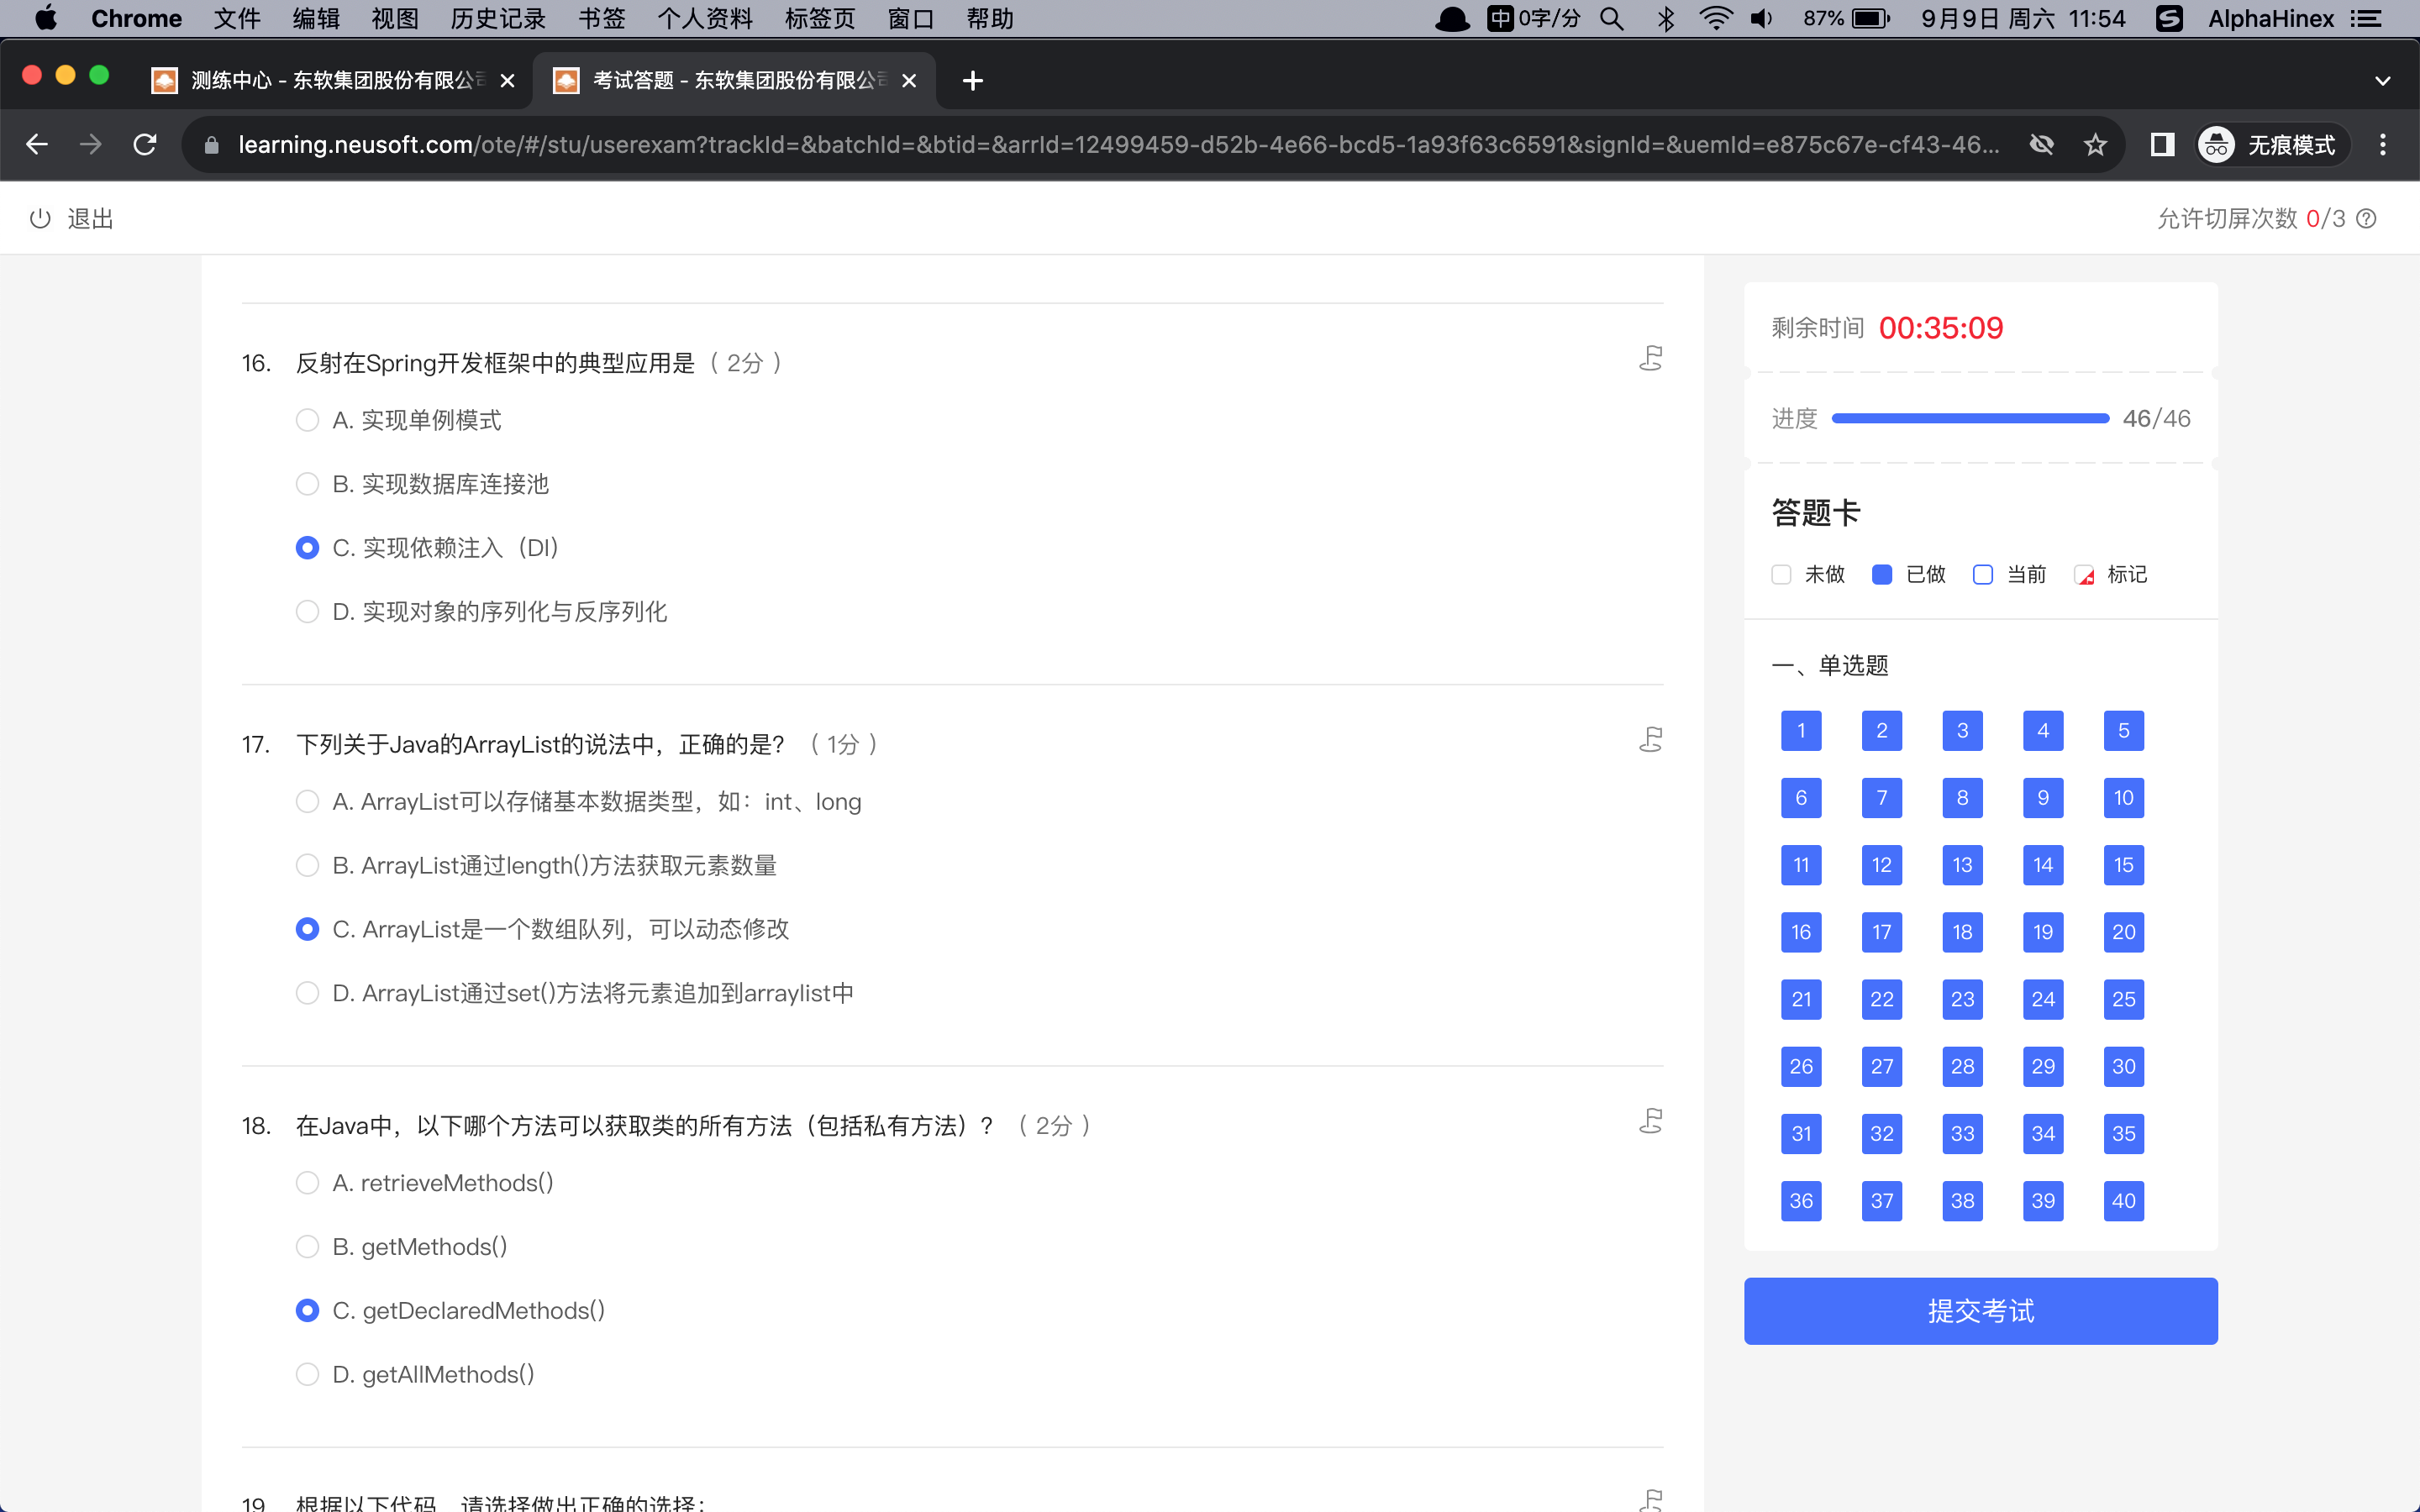 Chrome 文件 编辑 视图 历史记录 书签 个人资料 标签页 窗口 帮助 中 0字/分 87% 9月9日 周六 11:54 AlphaHinex
测练中心 - 东软集团股份有限公司 考试答题 - 东软集团股份有限公司
learning.neusoft.com/ote/#/stu/userexam?trackId=&batchId=&btid=&arrId=12499459-d52b-4e66-bcd5-1a93f63c6591&signId=&uemId=e875c67e-cf43-46... 无痕模式
退出 允许切屏次数 0/3
16. 反射在Spring开发框架中的典型应用是（ 2分 ）
A. 实现单例模式
B. 实现数据库连接池
C. 实现依赖注入（DI）
D. 实现对象的序列化与反序列化
17. 下列关于Java的ArrayList的说法中，正确的是？（ 1分 ）
A. ArrayList可以存储基本数据类型，如：int、long
B. ArrayList通过length()方法获取元素数量
C. ArrayList是一个数组队列，可以动态修改
D. ArrayList通过set()方法将元素追加到arraylist中
18. 在Java中，以下哪个方法可以获取类的所有方法（包括私有方法）？（ 2分 ）
A. retrieveMethods()
B. getMethods()
C. getDeclaredMethods()
D. getAllMethods()
19. 根据以下代码，请选择做出正确的选择：
剩余时间 00:35:09
进度 46/46
答题卡
未做 已做 当前 标记
一、单选题
1 2 3 4 5
6 7 8 9 10
11 12 13 14 15
16 17 18 19 20
21 22 23 24 25
26 27 28 29 30
31 32 33 34 35
36 37 38 39 40
提交考试